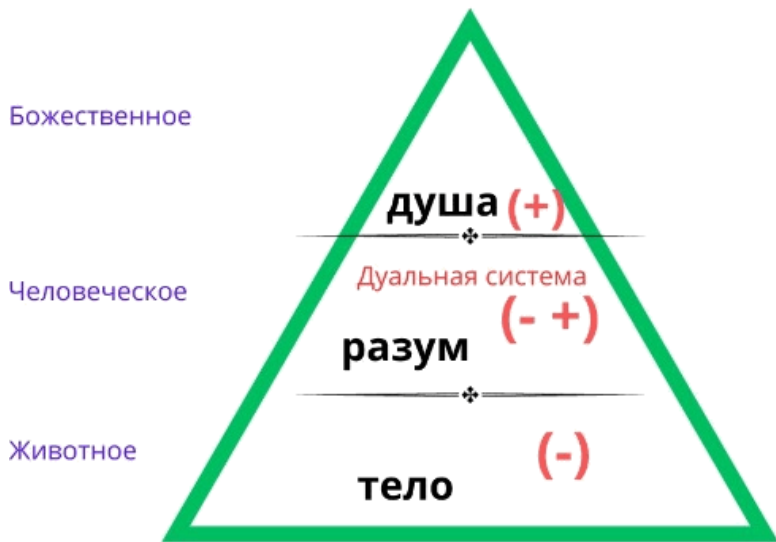 Божественное
душа (+)
Дуальная система
Человеческое
(- +)
разум
Животное
(-)
тело